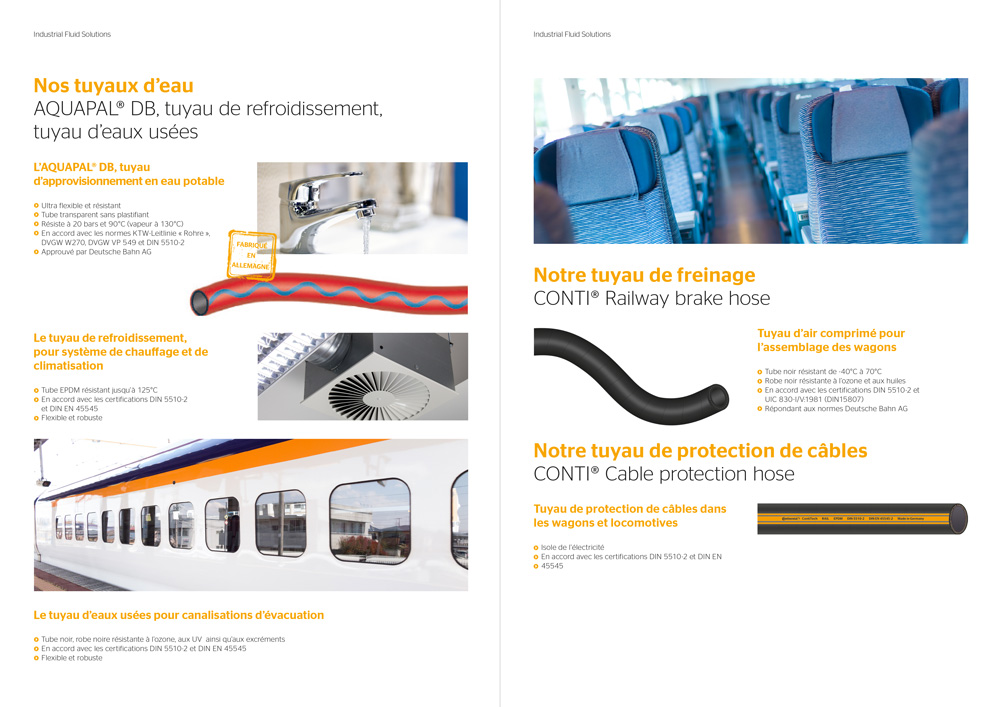 Industrial Fluid Solutions
Nos tuyaux d'eau
AQUAPAL® DB, tuyau de refroidissement,
tuyau d'eaux usées
L'AQUAPAL® DB, tuyau
d'approvisionnement en eau potable
Ultra flexible et résistant
Tube transparent sans plastifiant
Résiste à 20 bars et 90°C (vapeur à 130°C)
En accord avec les normes KTW-Leitlinie « Rohre »,
DVGW W270, DVGW VP 549 et DIN 5510-2
Approuvé par Deutsche Bahn AG
FABRIQUÉ
EN
ALLEMAGNE
Le tuyau de refroidissement,
pour système de chauffage et de
climatisation
Tube EPDM résistant jusqu'à 125°C
En accord avec les certifications DIN 5510-2
et DIN EN 45545
Flexible et robuste
Le tuyau d'eaux usées pour canalisations d'évacuation
Tube noir, robe noire résistante à l'ozone, aux UV ainsi qu'aux excréments
En accord avec les certifications DIN 5510-2 et DIN EN 45545
Flexible et robuste
Industrial Fluid Solutions
Notre tuyau de freinage
CONTI® Railway brake hose
Tuyau d'air comprimé pour
l'assemblage des wagons
Tube noir résistant de -40°C à 70°C
Robe noir résistante à l'ozone et aux huiles
En accord avec les certifications DIN 5510-2 et
UIC 830-I/V:1981 (DIN15807)
Répondant aux normes Deutsche Bahn AG
Notre tuyau de protection de câbles
CONTI® Cable protection hose
Tuyau de protection de câbles dans
les wagons et locomotives
Isole de l'électricité
En accord avec les certifications DIN 5510-2 et DIN EN
45545